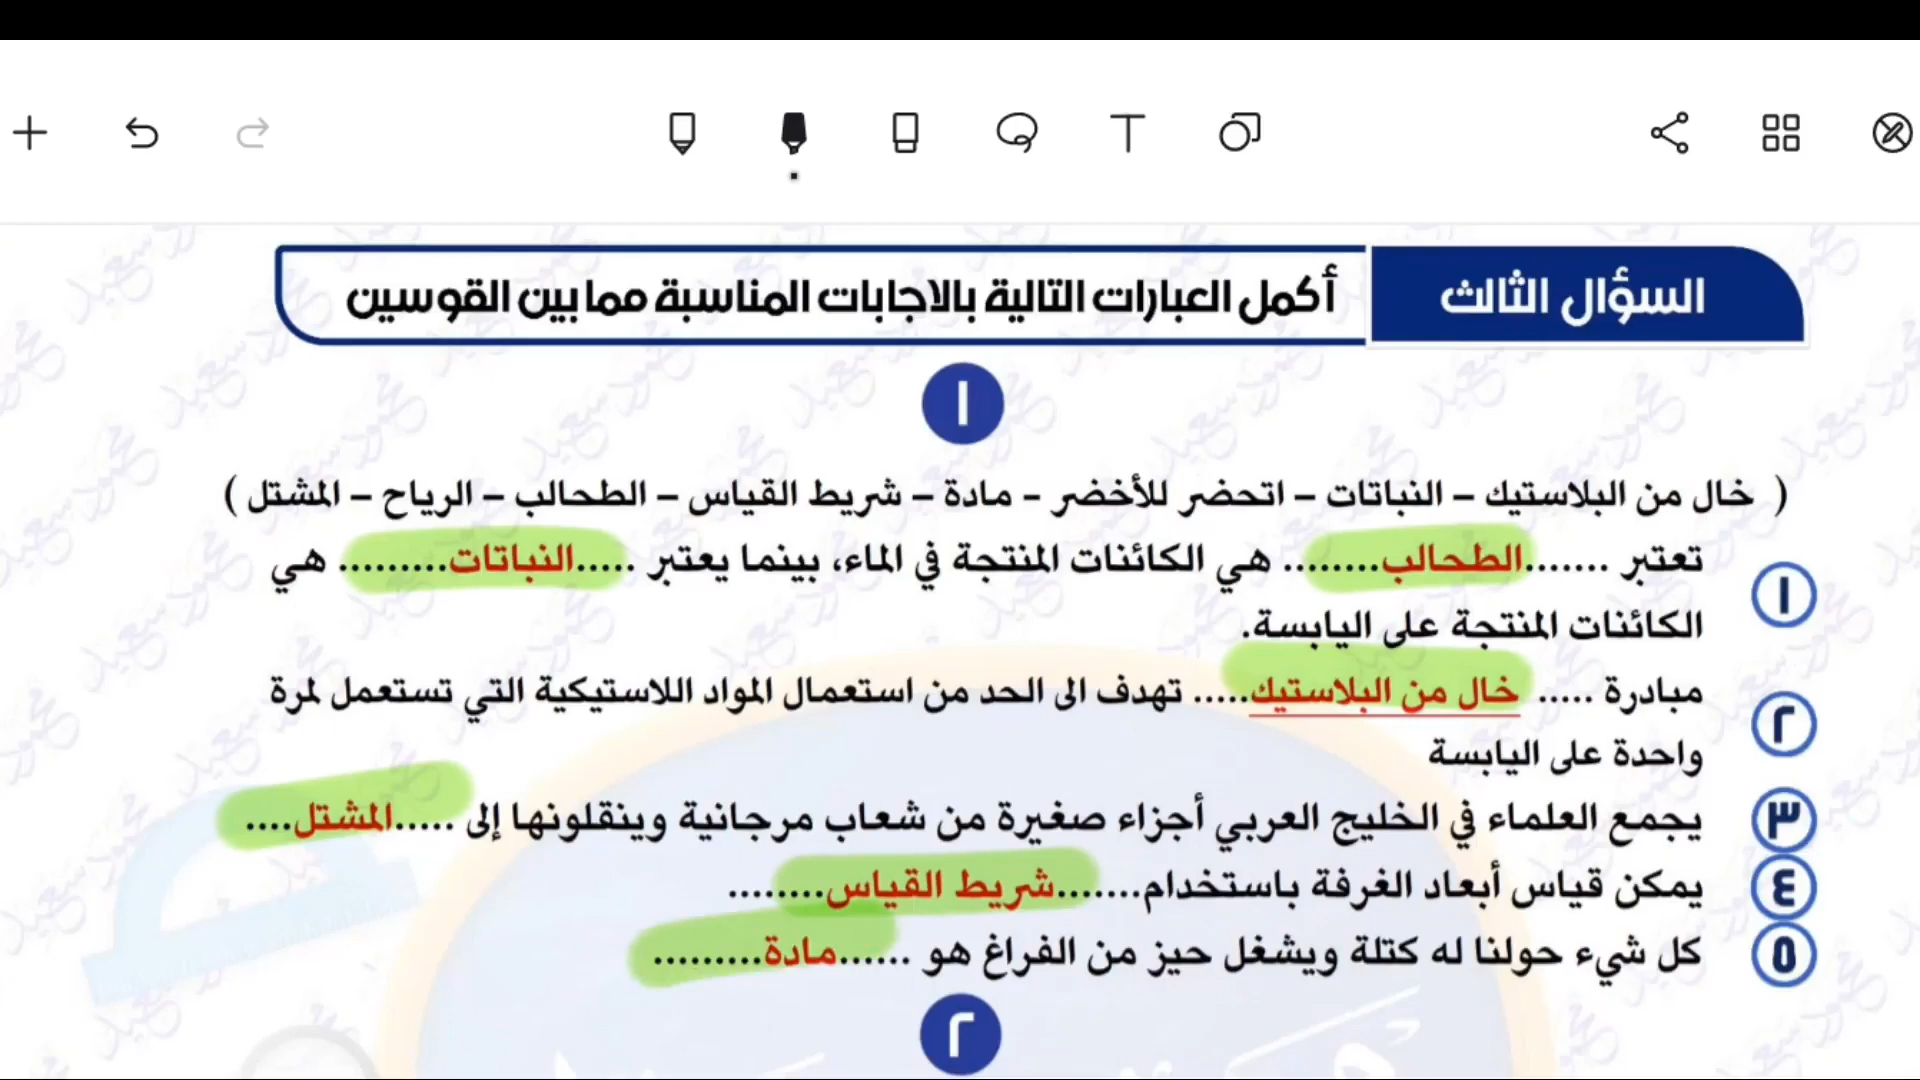 السؤال الثالث أكمل العبارات التالية بالاجابات المناسبة مما بين القوسين
١
( خال من البلاستيك – النباتات – اتحضر للأخضر - مادة – شريط القياس – الطحالب – الرياح – المشتل )
١ تعتبر .......الطحالب........ هي الكائنات المنتجة في الماء، بينما يعتبر .....النباتات......... هي
الكائنات المنتجة على اليابسة.
٢ مبادرة ..... خال من البلاستيك..... تهدف الى الحد من استعمال المواد اللاستيكية التي تستعمل لمرة
واحدة على اليابسة
٣ يجمع العلماء في الخليج العربي أجزاء صغيرة من شعاب مرجانية وينقلونها إلى .....المشتل....
٤ يمكن قياس أبعاد الغرفة باستخدام.......شريط القياس........
٥ كل شيء حولنا له كتلة ويشغل حيز من الفراغ هو ......مادة.........
٢